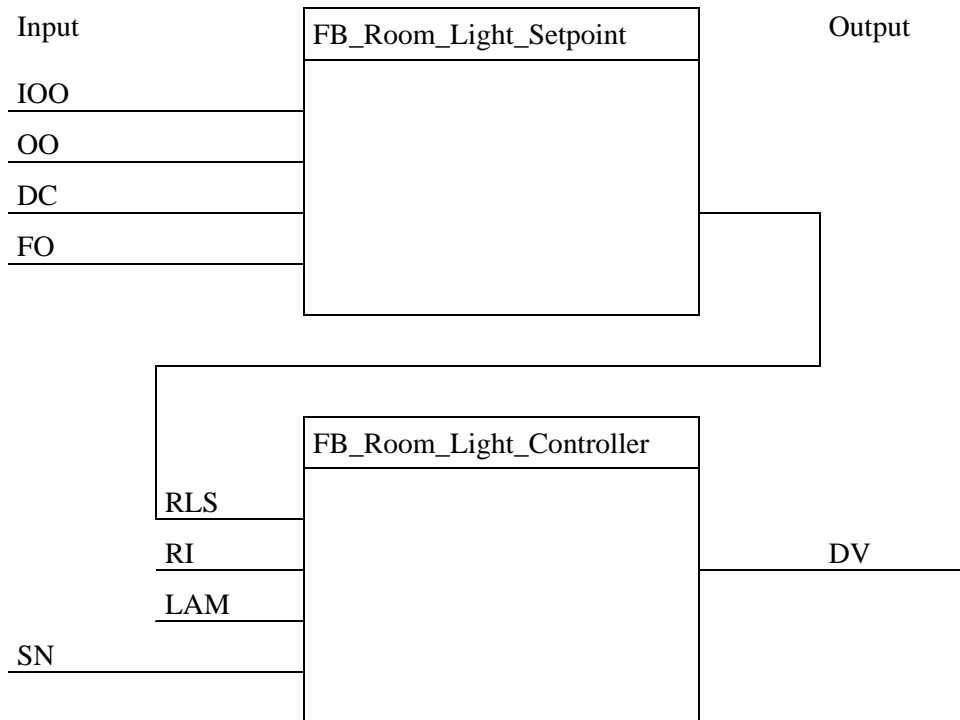 Input
FB_Room_Light_Setpoint
Output
IOO
OO
DC
FO
FB_Room_Light_Controller
RLS
RI
DV
LAM
SN